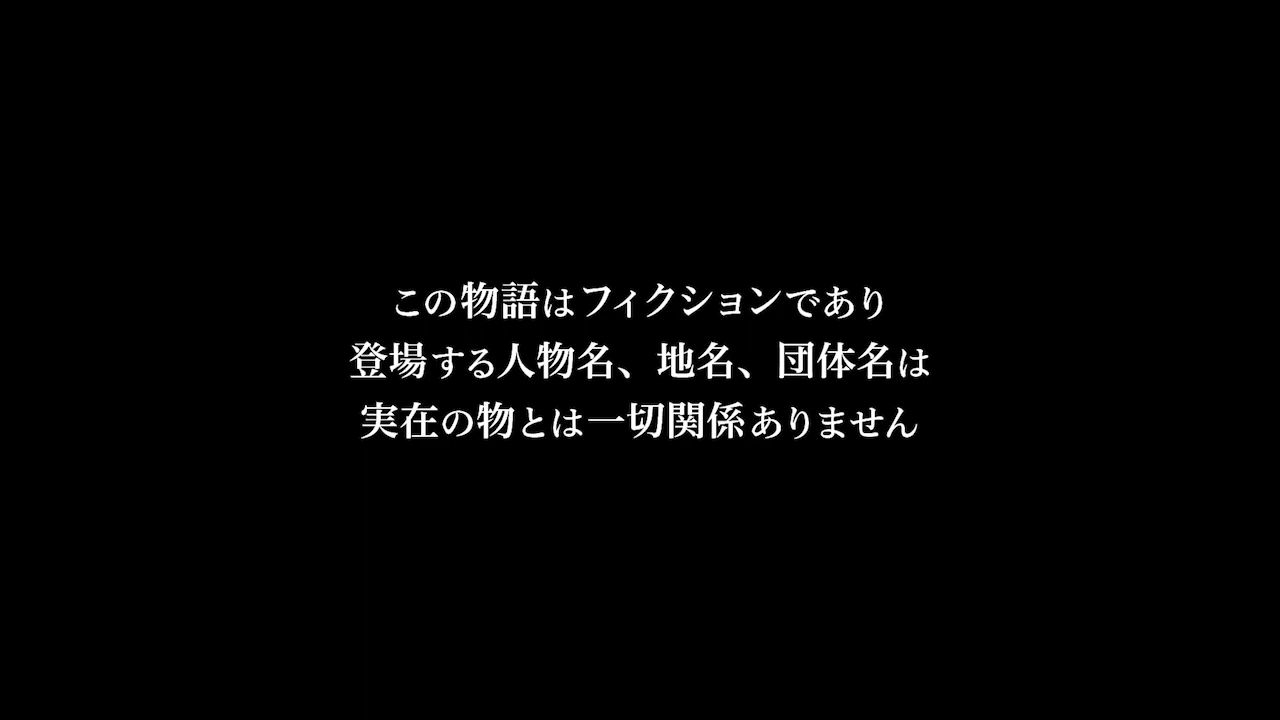 この物語はフィクションであり
登場する人物名、地名、団体名は
実在の物とは一切関係ありません